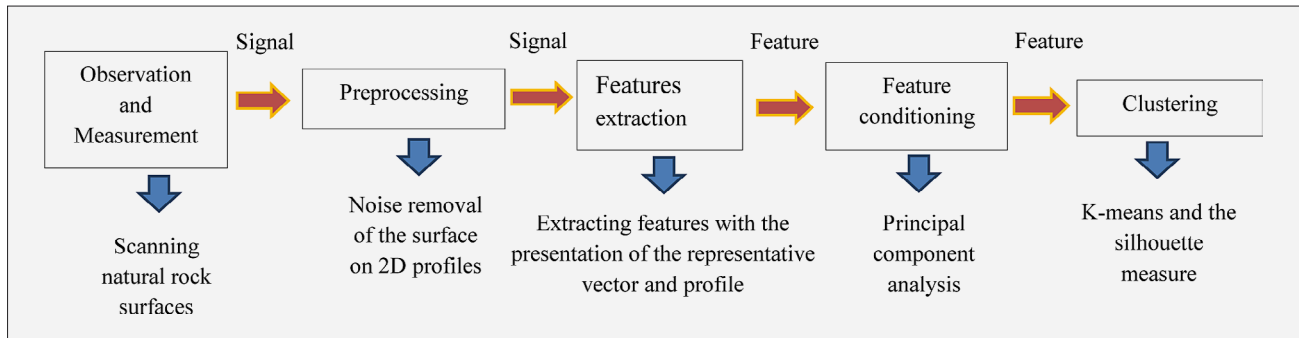 Signal
Signal
Feature
Feature
Observation
and
Measurement
Preprocessing
Features
extraction
Feature
conditioning
Clustering
Scanning
natural rock
surfaces
Noise removal
of the surface
on 2D profiles
Extracting features with the
presentation of the representative
vector and profile
Principal
component
analysis
K-means and the
silhouette
measure